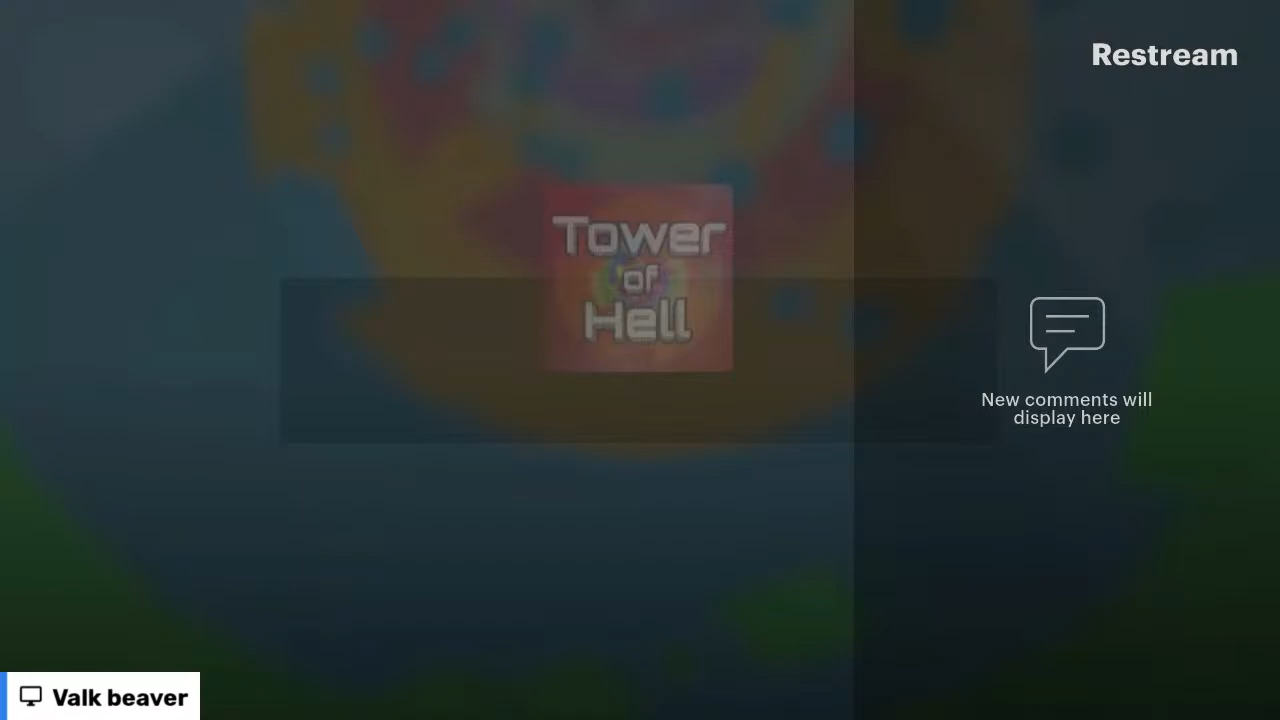 Restream
Tower
of
Hell
New comments will
display here
Valk beaver